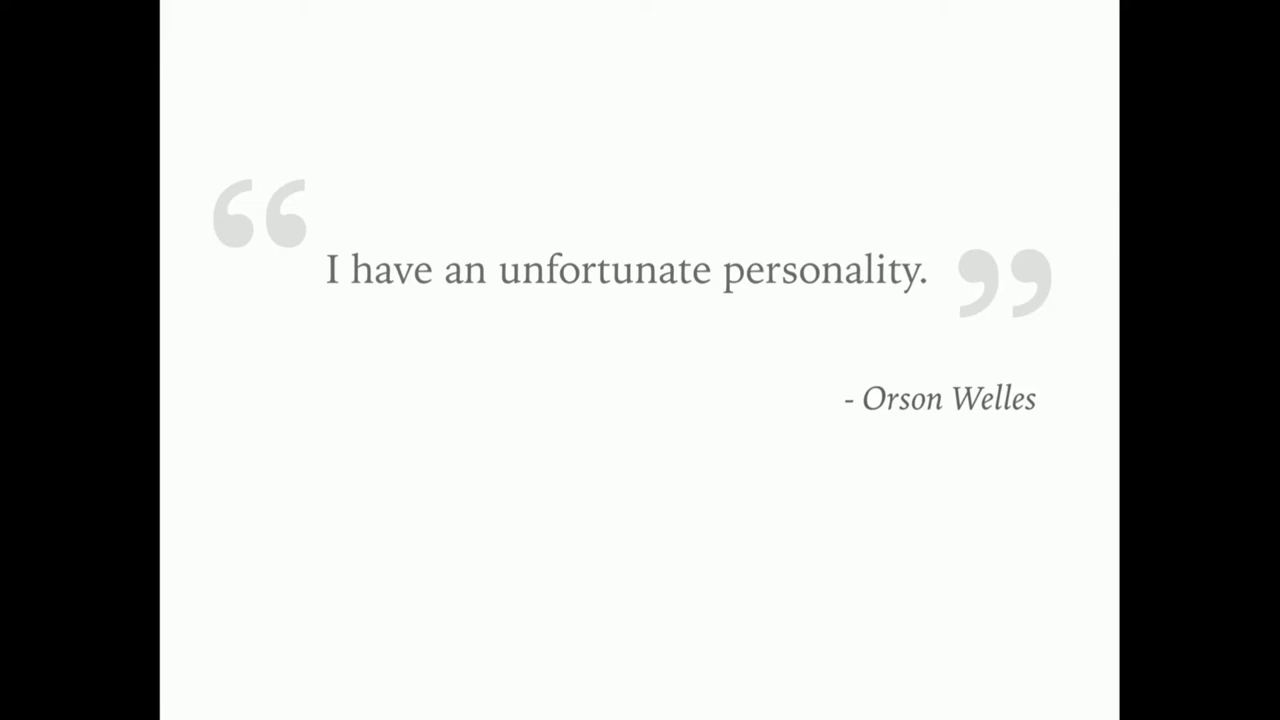 “ I have an unfortunate personality. ”
- Orson Welles